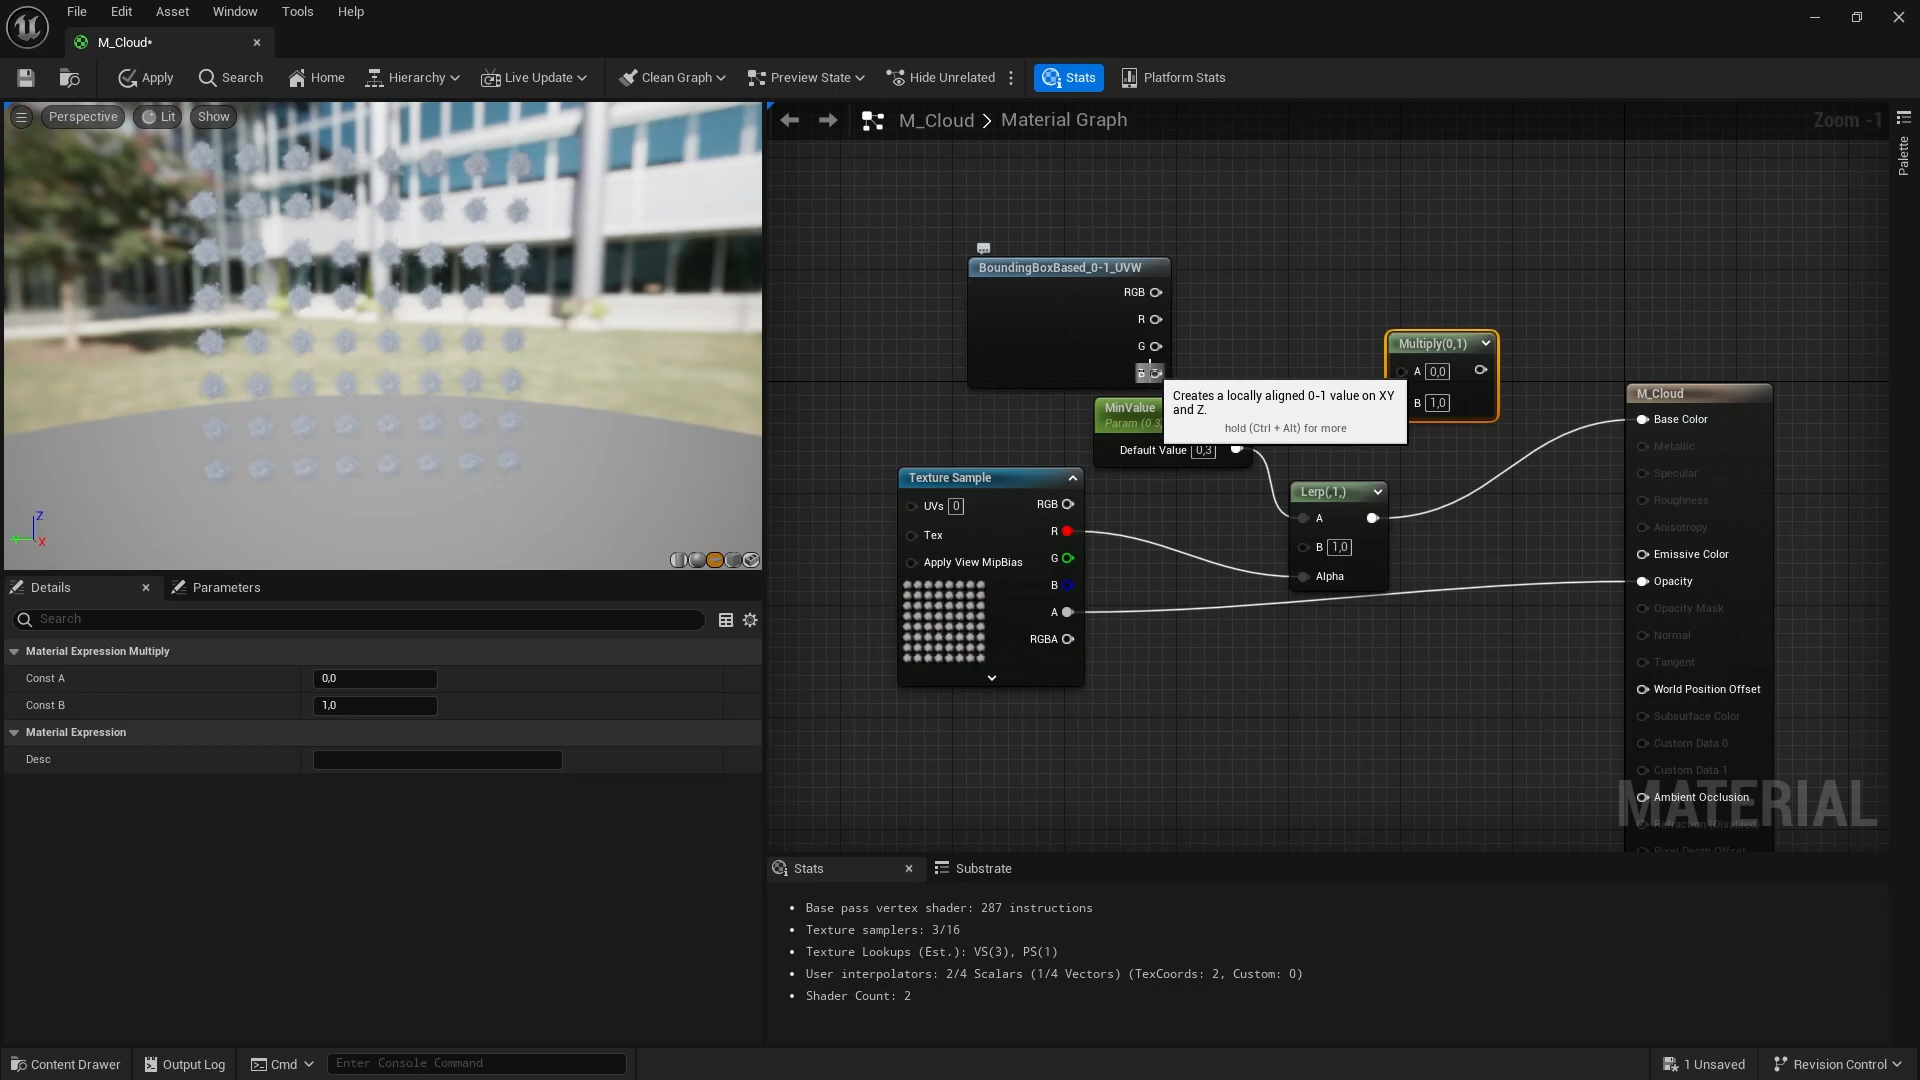 File Edit Asset Window Tools Help
M_Cloud*
Apply Search Home Hierarchy Live Update Clean Graph Preview State Hide Unrelated Stats Platform Stats
Perspective Lit Show
M_Cloud > Material Graph
Zoom -1
Palette
BoundingBoxBased_0-1_UVW
RGB
R
G
B
Creates a locally aligned 0-1 value on XY
and Z.
hold (Ctrl + Alt) for more
Multiply(0,1)
A 0,0
B 1,0
MinValue
Param (0.3
Default Value 0,3
Texture Sample
UVs 0
Tex
Apply View MipBias
RGB
R
G
B
A
RGBA
Lerp(,1,)
A
B 1,0
Alpha
M_Cloud
Base Color
Metallic
Specular
Roughness
Anisotropy
Emissive Color
Opacity
Opacity Mask
Normal
Tangent
World Position Offset
Subsurface Color
Custom Data 0
Custom Data 1
Ambient Occlusion
Refraction (Disabled)
Pixel Depth Offset
MATERIAL
Z
X
Details Parameters
Search
Material Expression Multiply
Const A 0,0
Const B 1,0
Material Expression
Desc
Stats Substrate
• Base pass vertex shader: 287 instructions
• Texture samplers: 3/16
• Texture Lookups (Est.): VS(3), PS(1)
• User interpolators: 2/4 Scalars (1/4 Vectors) (TexCoords: 2, Custom: 0)
• Shader Count: 2
Content Drawer Output Log Cmd Enter Console Command 1 Unsaved Revision Control